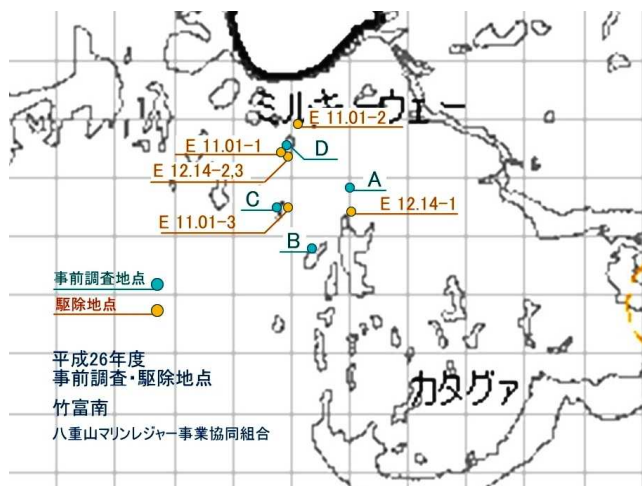 ミルキーウェー
E 11.01-2
E 11.01-1
D
E 12.14-2,3
A
C
E 12.14-1
E 11.01-3
B
事前調査地点
駆除地点
平成26年度
事前調査・駆除地点
竹富南
八重山マリンレジャー事業協同組合
カタグァ